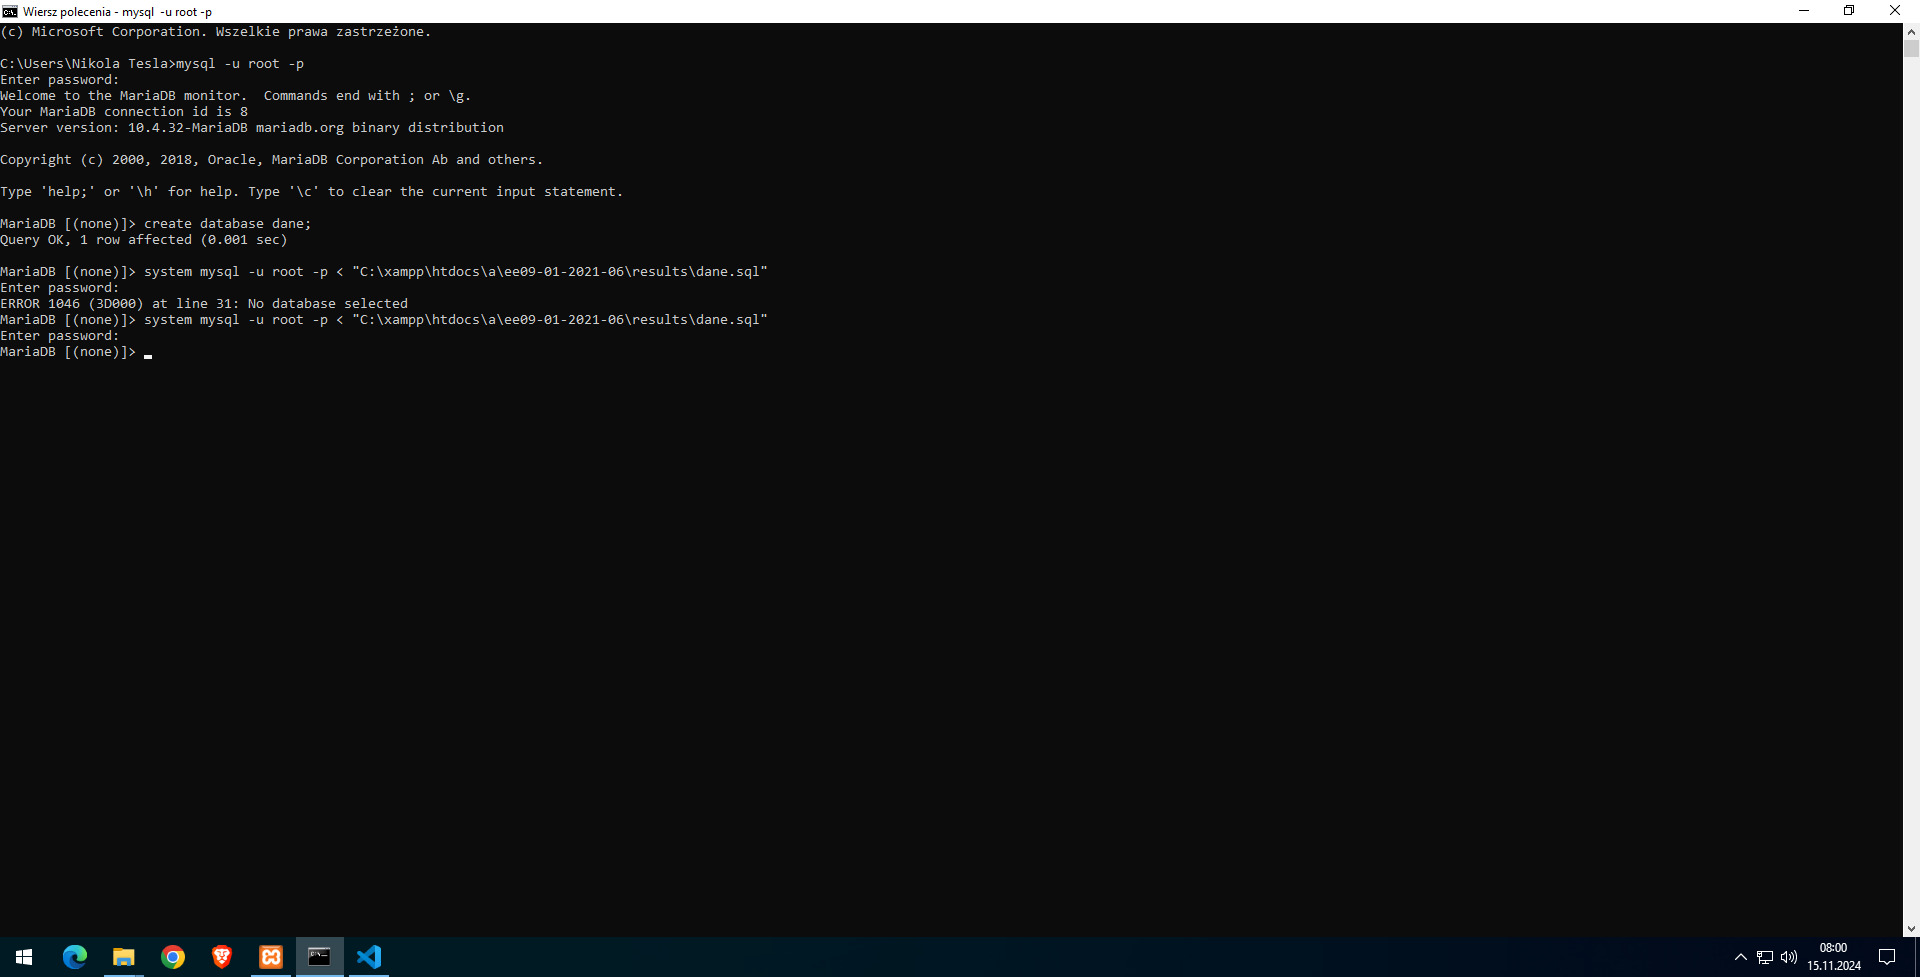 Wiersz polecenia - mysql  -u root -p
(c) Microsoft Corporation. Wszelkie prawa zastrzeżone.
C:\Users\Nikola Tesla>mysql -u root -p
Enter password:
Welcome to the MariaDB monitor.  Commands end with ; or \g.
Your MariaDB connection id is 8
Server version: 10.4.32-MariaDB mariadb.org binary distribution
Copyright (c) 2000, 2018, Oracle, MariaDB Corporation Ab and others.
Type 'help;' or '\h' for help. Type '\c' to clear the current input statement.
MariaDB [(none)]> create database dane;
Query OK, 1 row affected (0.001 sec)
MariaDB [(none)]> system mysql -u root -p < "C:\xampp\htdocs\a\ee09-01-2021-06\results\dane.sql"
Enter password:
ERROR 1046 (3D000) at line 31: No database selected
MariaDB [(none)]> system mysql -u root -p < "C:\xampp\htdocs\a\ee09-01-2021-06\results\dane.sql"
Enter password:
MariaDB [(none)]> _
08:00
15.11.2024